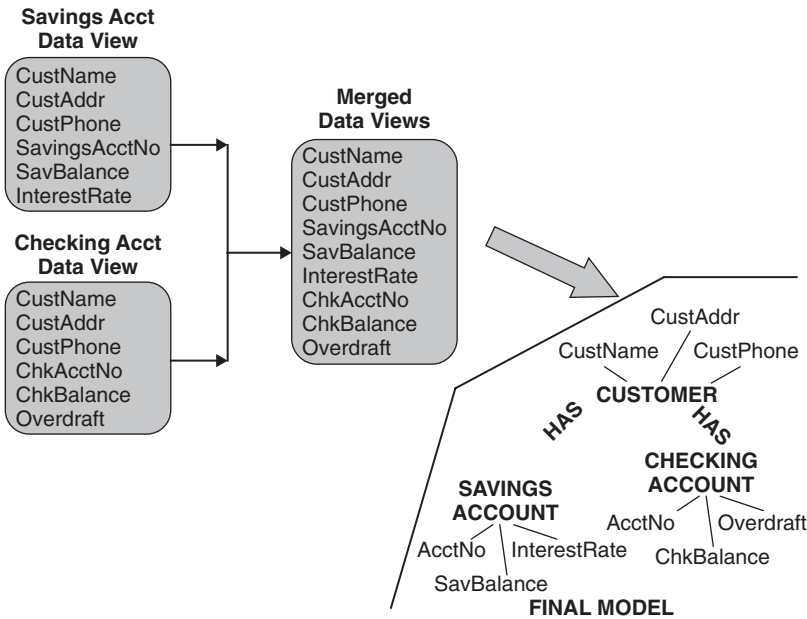 Savings Acct
Data View
CustName
CustAddr
CustPhone
SavingsAcctNo
SavBalance
InterestRate
Checking Acct
Data View
CustName
CustAddr
CustPhone
ChkAcctNo
ChkBalance
Overdraft
Merged
Data Views
CustName
CustAddr
CustPhone
SavingsAcctNo
SavBalance
InterestRate
ChkAcctNo
ChkBalance
Overdraft
CustAddr
CustName CustPhone
CUSTOMER
HAS HAS
SAVINGS
ACCOUNT
AcctNo InterestRate
SavBalance
CHECKING
ACCOUNT
AcctNo Overdraft
ChkBalance
FINAL MODEL